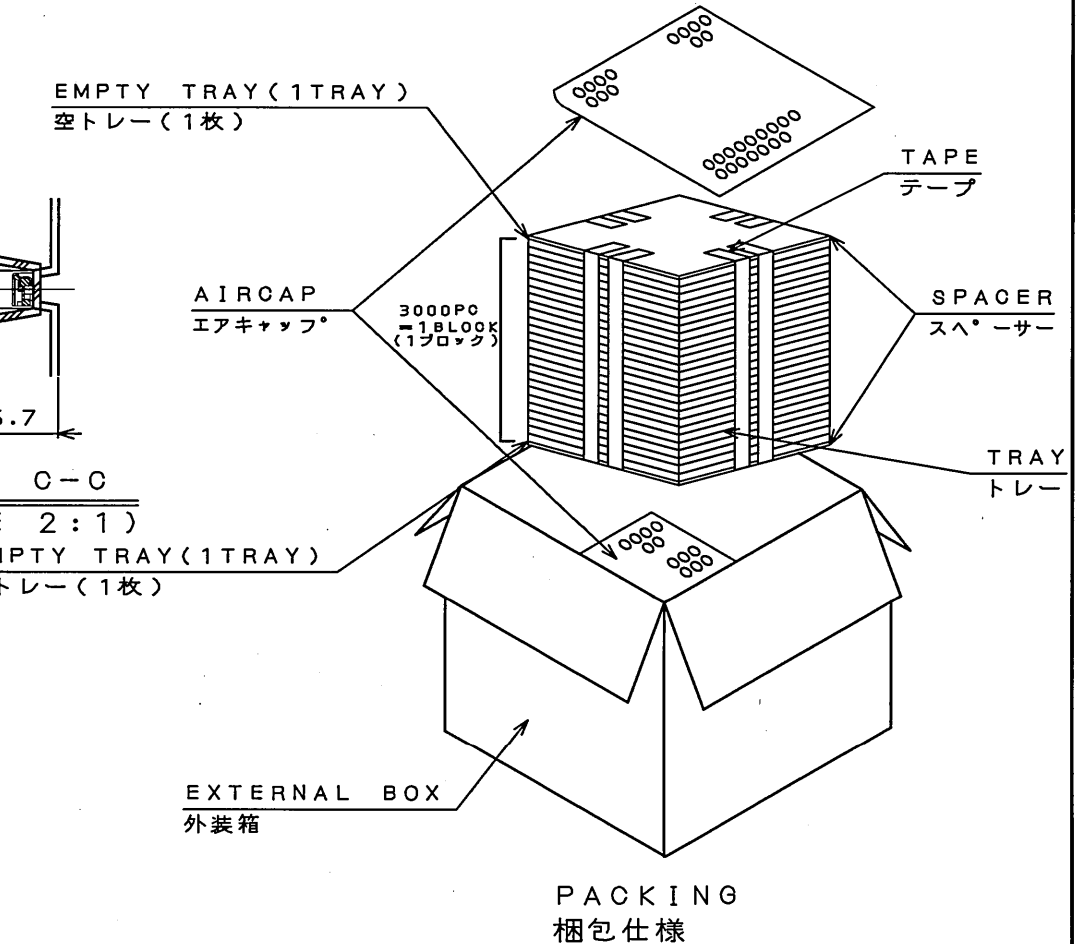 EMPTY TRAY(1TRAY)
空トレー(1枚)
TAPE
テープ
AIRCAP
エアキャップ
3000PC
=1BLOCK
(1ブロック)
SPACER
スペーサー
5.7
C-C
2:1)
TRAY
トレー
MPTY TRAY(1TRAY)
トレー(1枚)
EXTERNAL BOX
外装箱
PACKING
梱包仕様